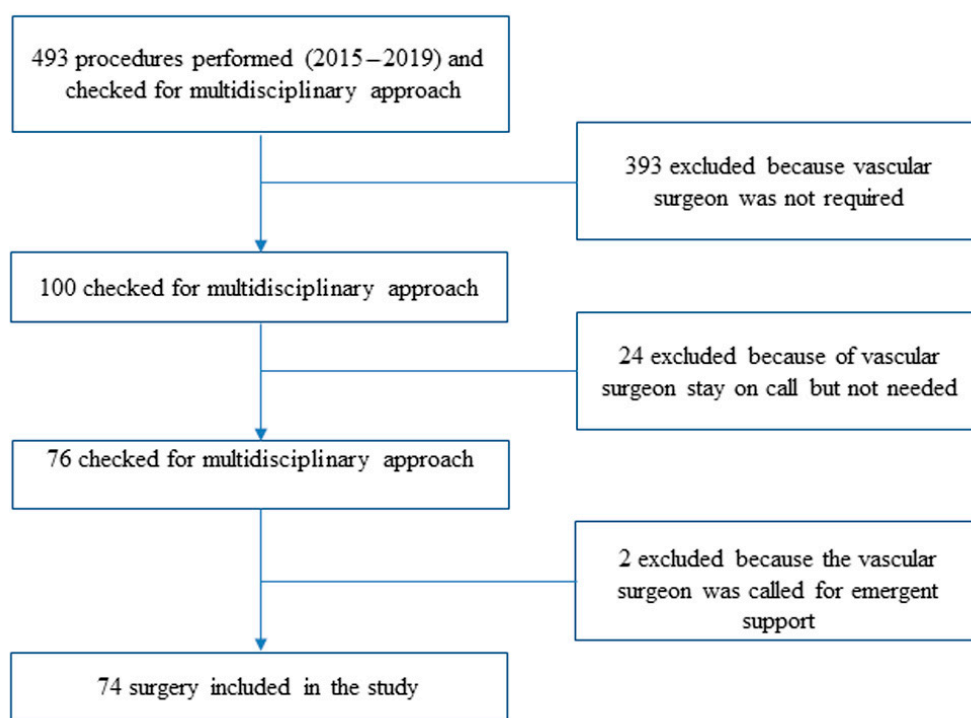 493 procedures performed (2015–2019) and
checked for multidisciplinary approach
393 excluded because vascular
surgeon was not required
100 checked for multidisciplinary approach
24 excluded because of vascular
surgeon stay on call but not needed
76 checked for multidisciplinary approach
2 excluded because the vascular
surgeon was called for emergent
support
74 surgery included in the study